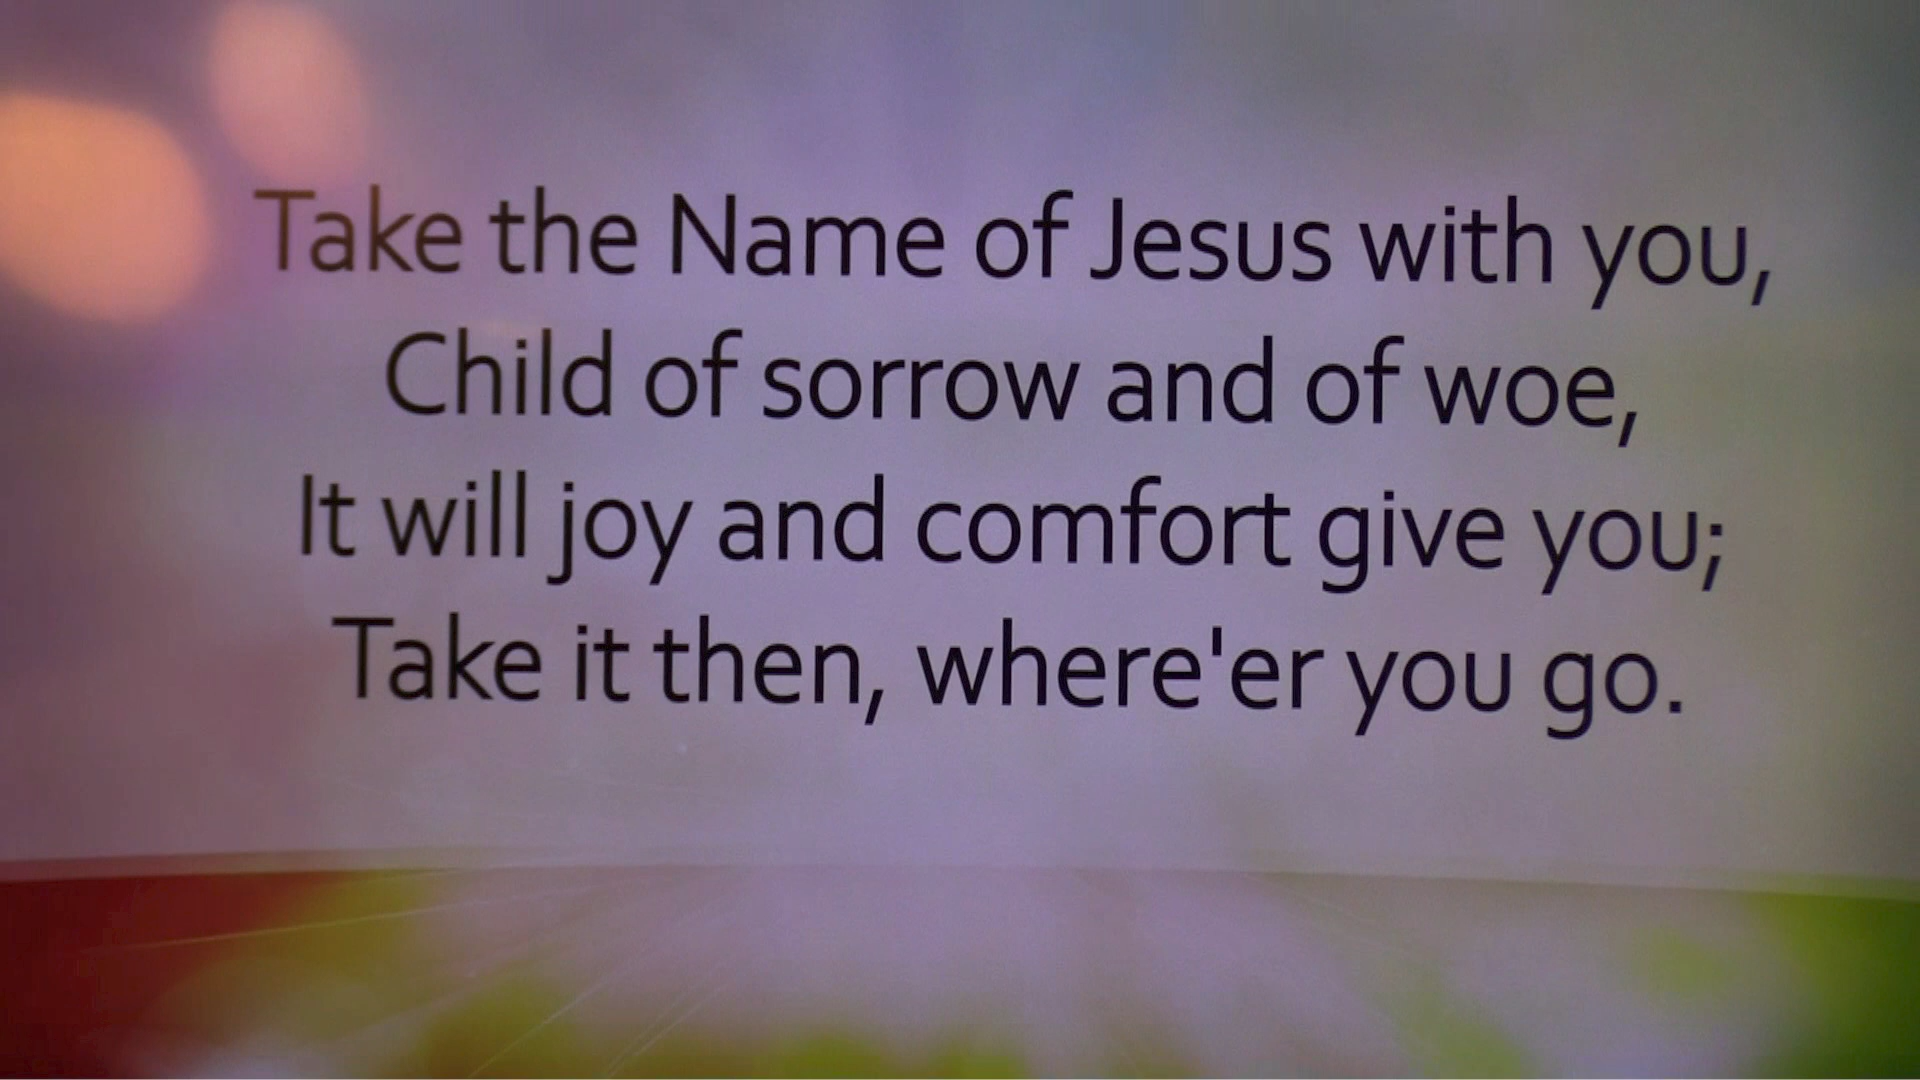 Take the Name of Jesus with you,
Child of sorrow and of woe,
It will joy and comfort give you;
Take it then, where'er you go.